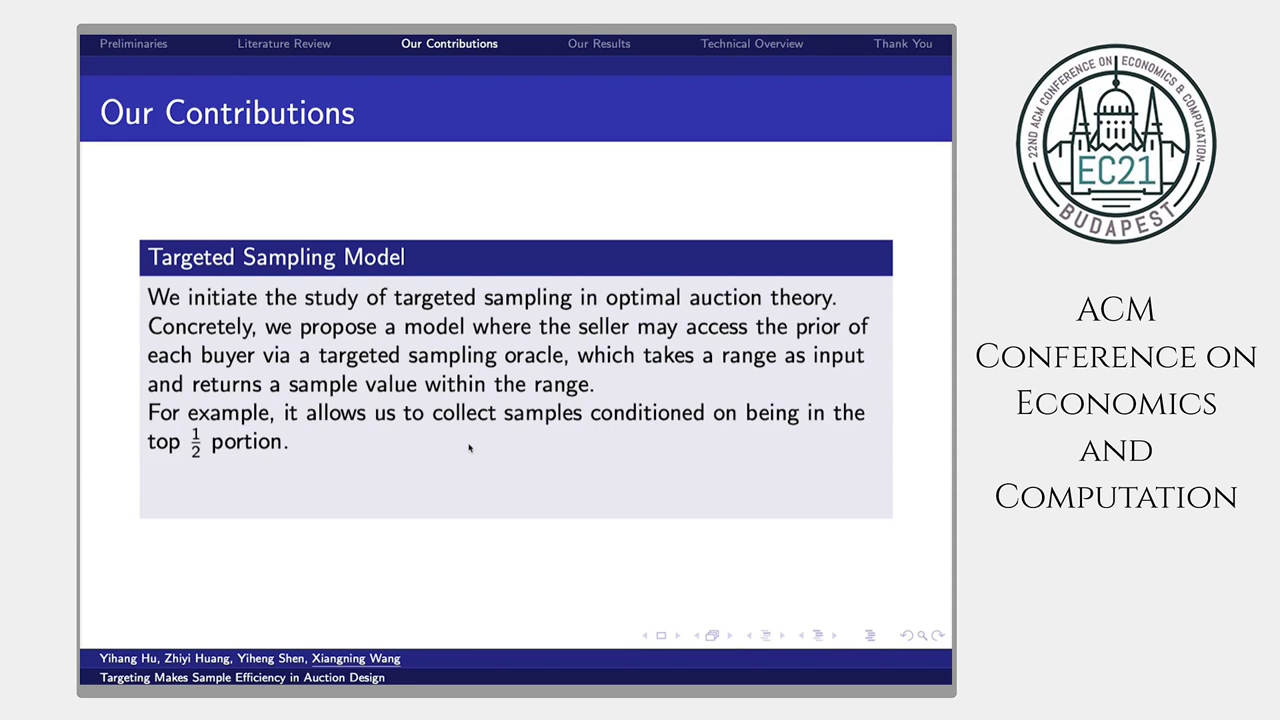 Preliminaries Literature Review Our Contributions Our Results Technical Overview Thank You
Our Contributions
Targeted Sampling Model
We initiate the study of targeted sampling in optimal auction theory.
Concretely, we propose a model where the seller may access the prior of
each buyer via a targeted sampling oracle, which takes a range as input
and returns a sample value within the range.
For example, it allows us to collect samples conditioned on being in the
top 1/2 portion.
Yihang Hu, Zhiyi Huang, Yiheng Shen, Xiangning Wang
Targeting Makes Sample Efficiency in Auction Design
22ND ACM CONFERENCE ON ECONOMICS & COMPUTATION
EC21
BUDAPEST
ACM
Conference on
Economics
and
Computation